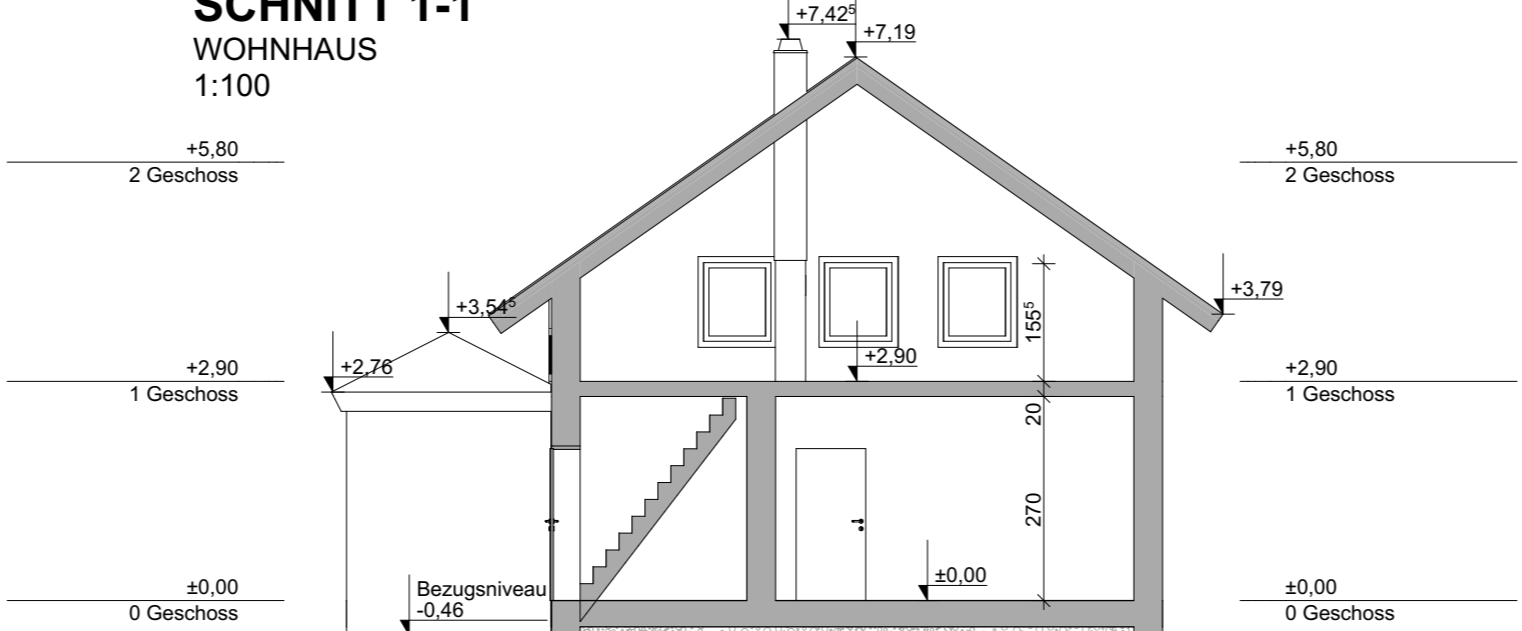 SCHNITT 1-1
WOHNHAUS
1:100
+7,42⁵
+7,19
+5,80
2 Geschoss
+5,80
2 Geschoss
+3,54⁵
+3,79
155⁵
+2,76
+2,90
+2,90
1 Geschoss
+2,90
1 Geschoss
20
270
±0,00
Bezugsniveau
-0,46
±0,00
0 Geschoss
±0,00
0 Geschoss